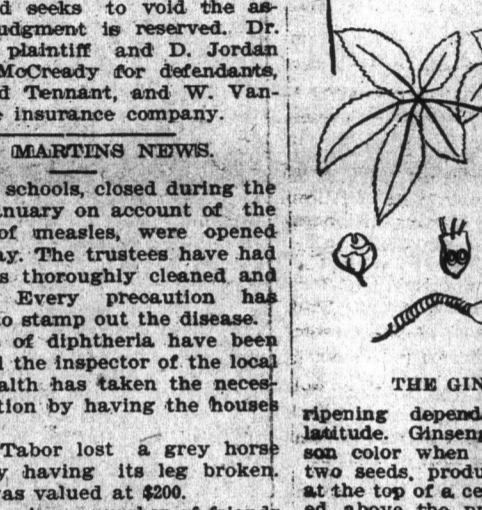 d seeks to void the as-
udgment is reserved. Dr.
plaintiff and D. Jordan
McCready for defendants,
d Tennant, and W. Van-
e insurance company.
MARTINS NEWS.
schools, closed during the
anuary on account of the
of measles, were opened
ay. The trustees have had
s thoroughly cleaned and
Every precaution has
to stamp out the disease.
of diphtheria have been
d the inspector of the local
ealth has taken the neces-
tion by having the houses
Tabor lost a grey horse
y having its leg broken.
was valued at $200.
THE GIN
ripening depend
latitude. Ginseng
son color when
two seeds, produ
at the top of a ce
ed above the